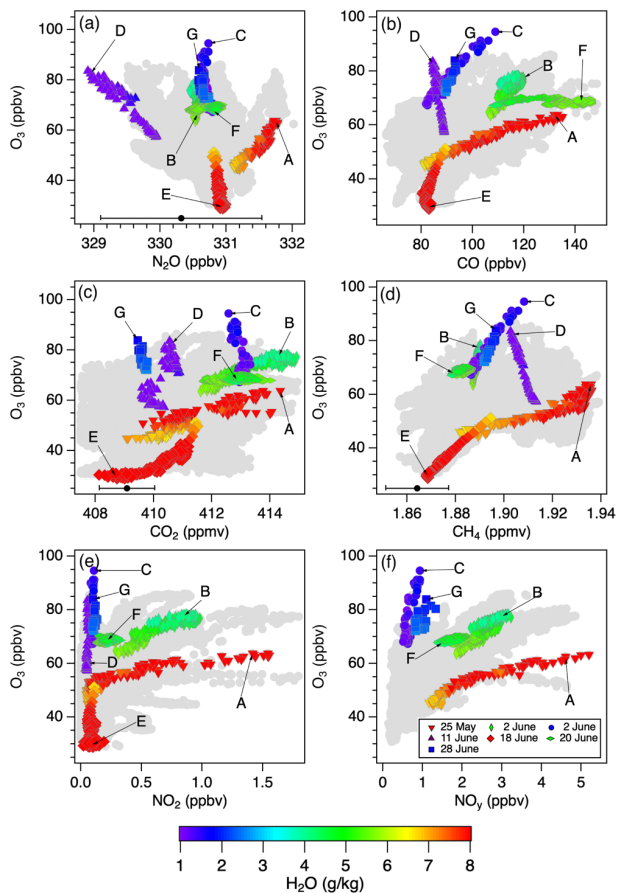 (a)
D
G
C
B
F
A
E
O₃ (ppbv)
100
80
60
40
329
330
331
332
N₂O (ppbv)
(b)
D
G
C
B
F
A
E
O₃ (ppbv)
100
80
60
40
60
80
100
120
140
CO (ppbv)
(c)
G
D
C
B
F
A
E
O₃ (ppbv)
100
80
60
40
408
410
412
414
CO₂ (ppmv)
(d)
C
G
D
B
F
A
E
O₃ (ppbv)
100
80
60
40
1.86
1.88
1.90
1.92
1.94
CH₄ (ppmv)
(e)
C
G
B
F
D
A
E
O₃ (ppbv)
100
80
60
40
0.0
0.5
1.0
1.5
NO₂ (ppbv)
(f)
C
G
B
F
A
O₃ (ppbv)
100
80
60
40
0
1
2
3
4
5
NOy (ppbv)
25 May 2 June 2 June
11 June 18 June 20 June
28 June
1 2 3 4 5 6 7 8
H₂O (g/kg)